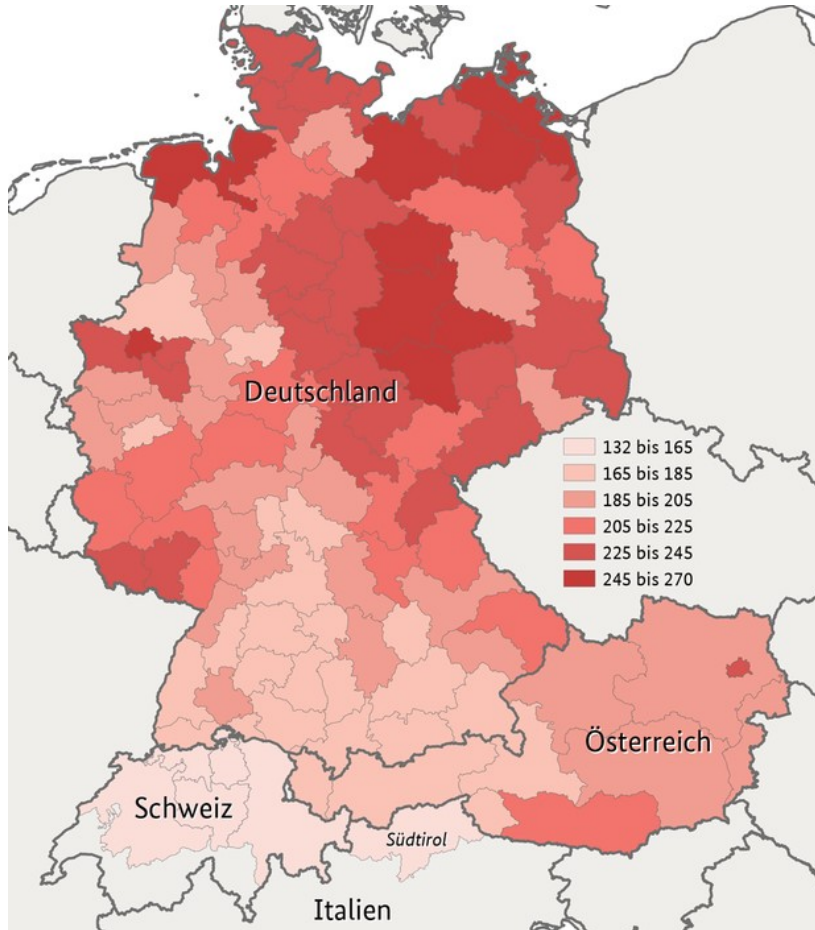 Deutschland
132 bis 165
165 bis 185
185 bis 205
205 bis 225
225 bis 245
245 bis 270
Österreich
Schweiz
Südtirol
Italien